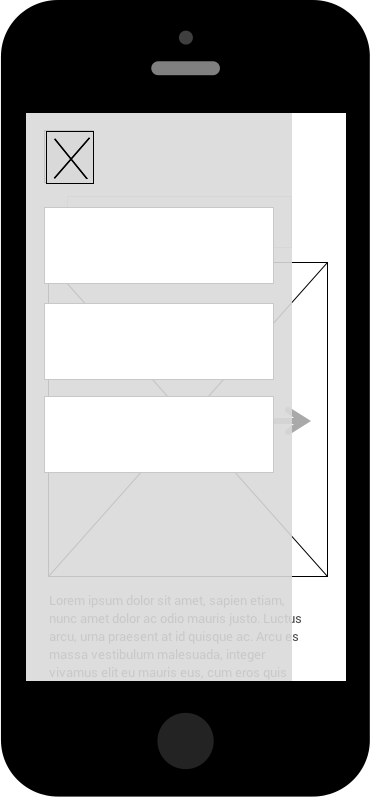 Lorem ipsum dolor sit amet, sapien etiam,
nunc amet dolor ac odio mauris justo. Luctus
arcu, urna praesent at id quisque ac. Arcu es
massa vestibulum malesuada, integer
vivamus elit eu mauris eus, cum eros quis